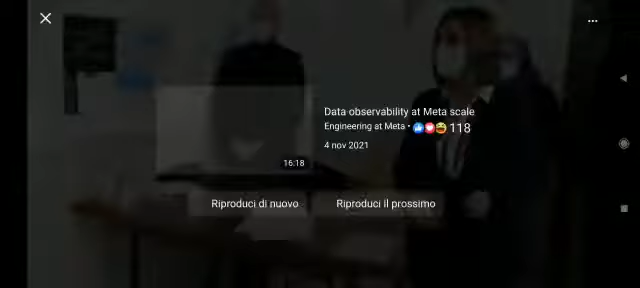 Data observability at Meta scale
Engineering at Meta • 118
4 nov 2021
16:18
Riproduci di nuovo
Riproduci il prossimo